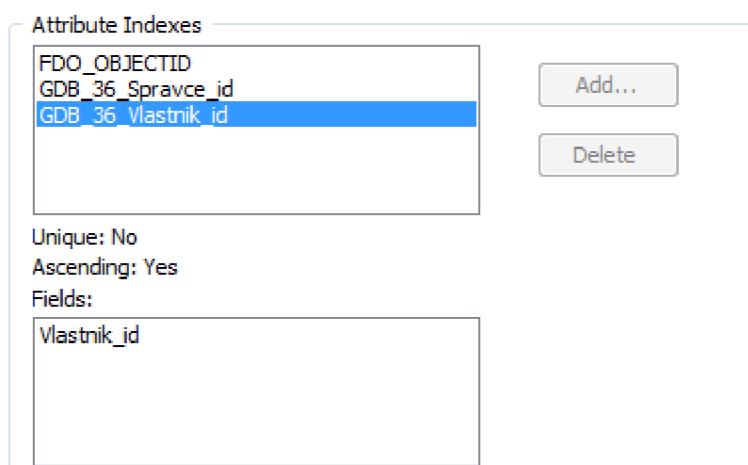 Attribute Indexes
FDO_OBJECTID
GDB_36_Spravce_id
GDB_36_Vlastnik_id
Add...
Delete
Unique: No
Ascending: Yes
Fields:
Vlastnik_id